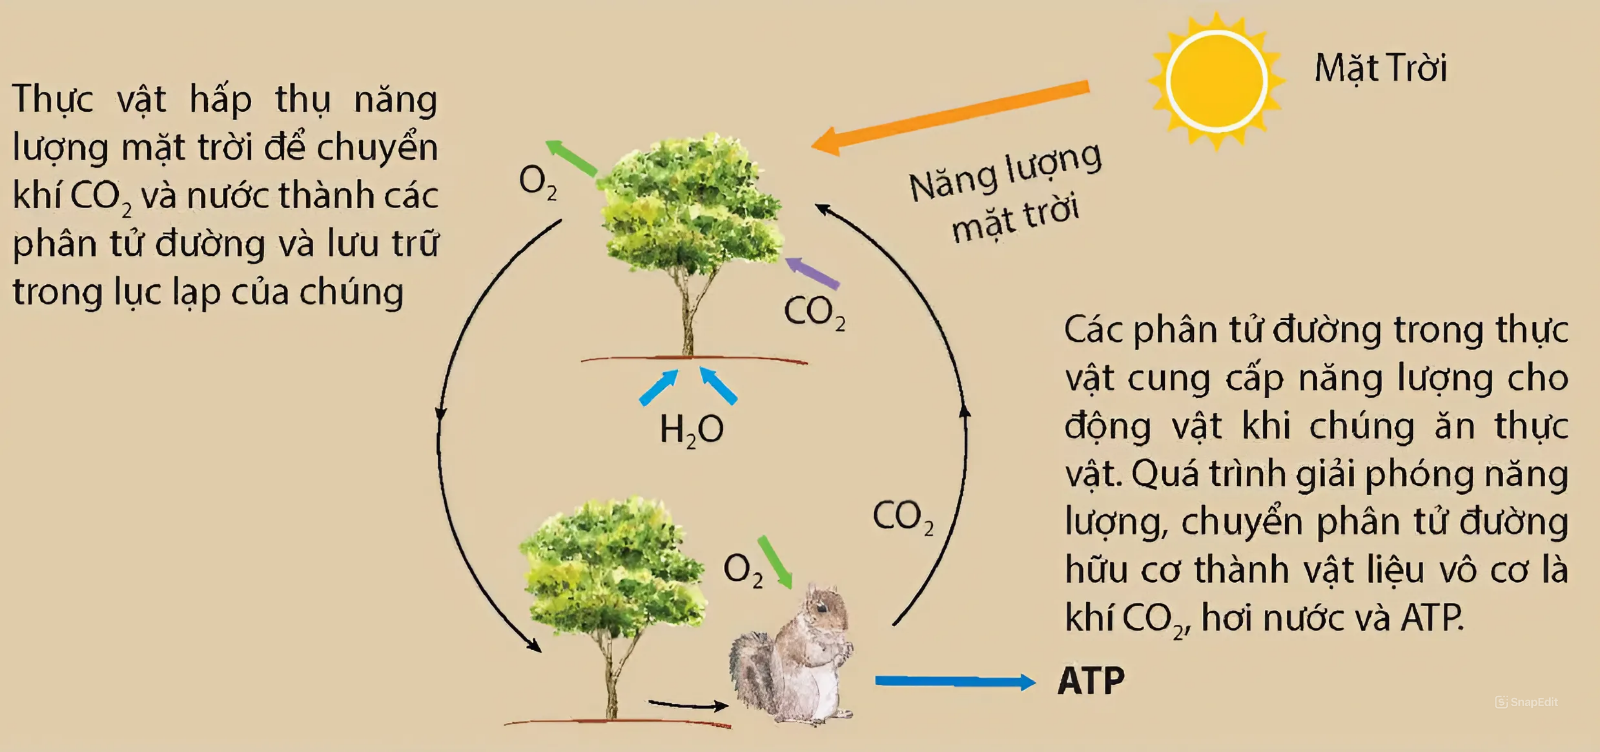 Mặt Trời
Thực vật hấp thụ năng
lượng mặt trời để chuyển
khí CO₂ và nước thành các
phân tử đường và lưu trữ
trong lục lạp của chúng
O₂
Năng lượng
mặt trời
CO₂
H₂O
Các phân tử đường trong thực
vật cung cấp năng lượng cho
động vật khi chúng ăn thực
vật. Quá trình giải phóng năng
lượng, chuyển phân tử đường
hữu cơ thành vật liệu vô cơ là
khí CO₂, hơi nước và ATP.
CO₂
O₂
ATP
SnapEdit